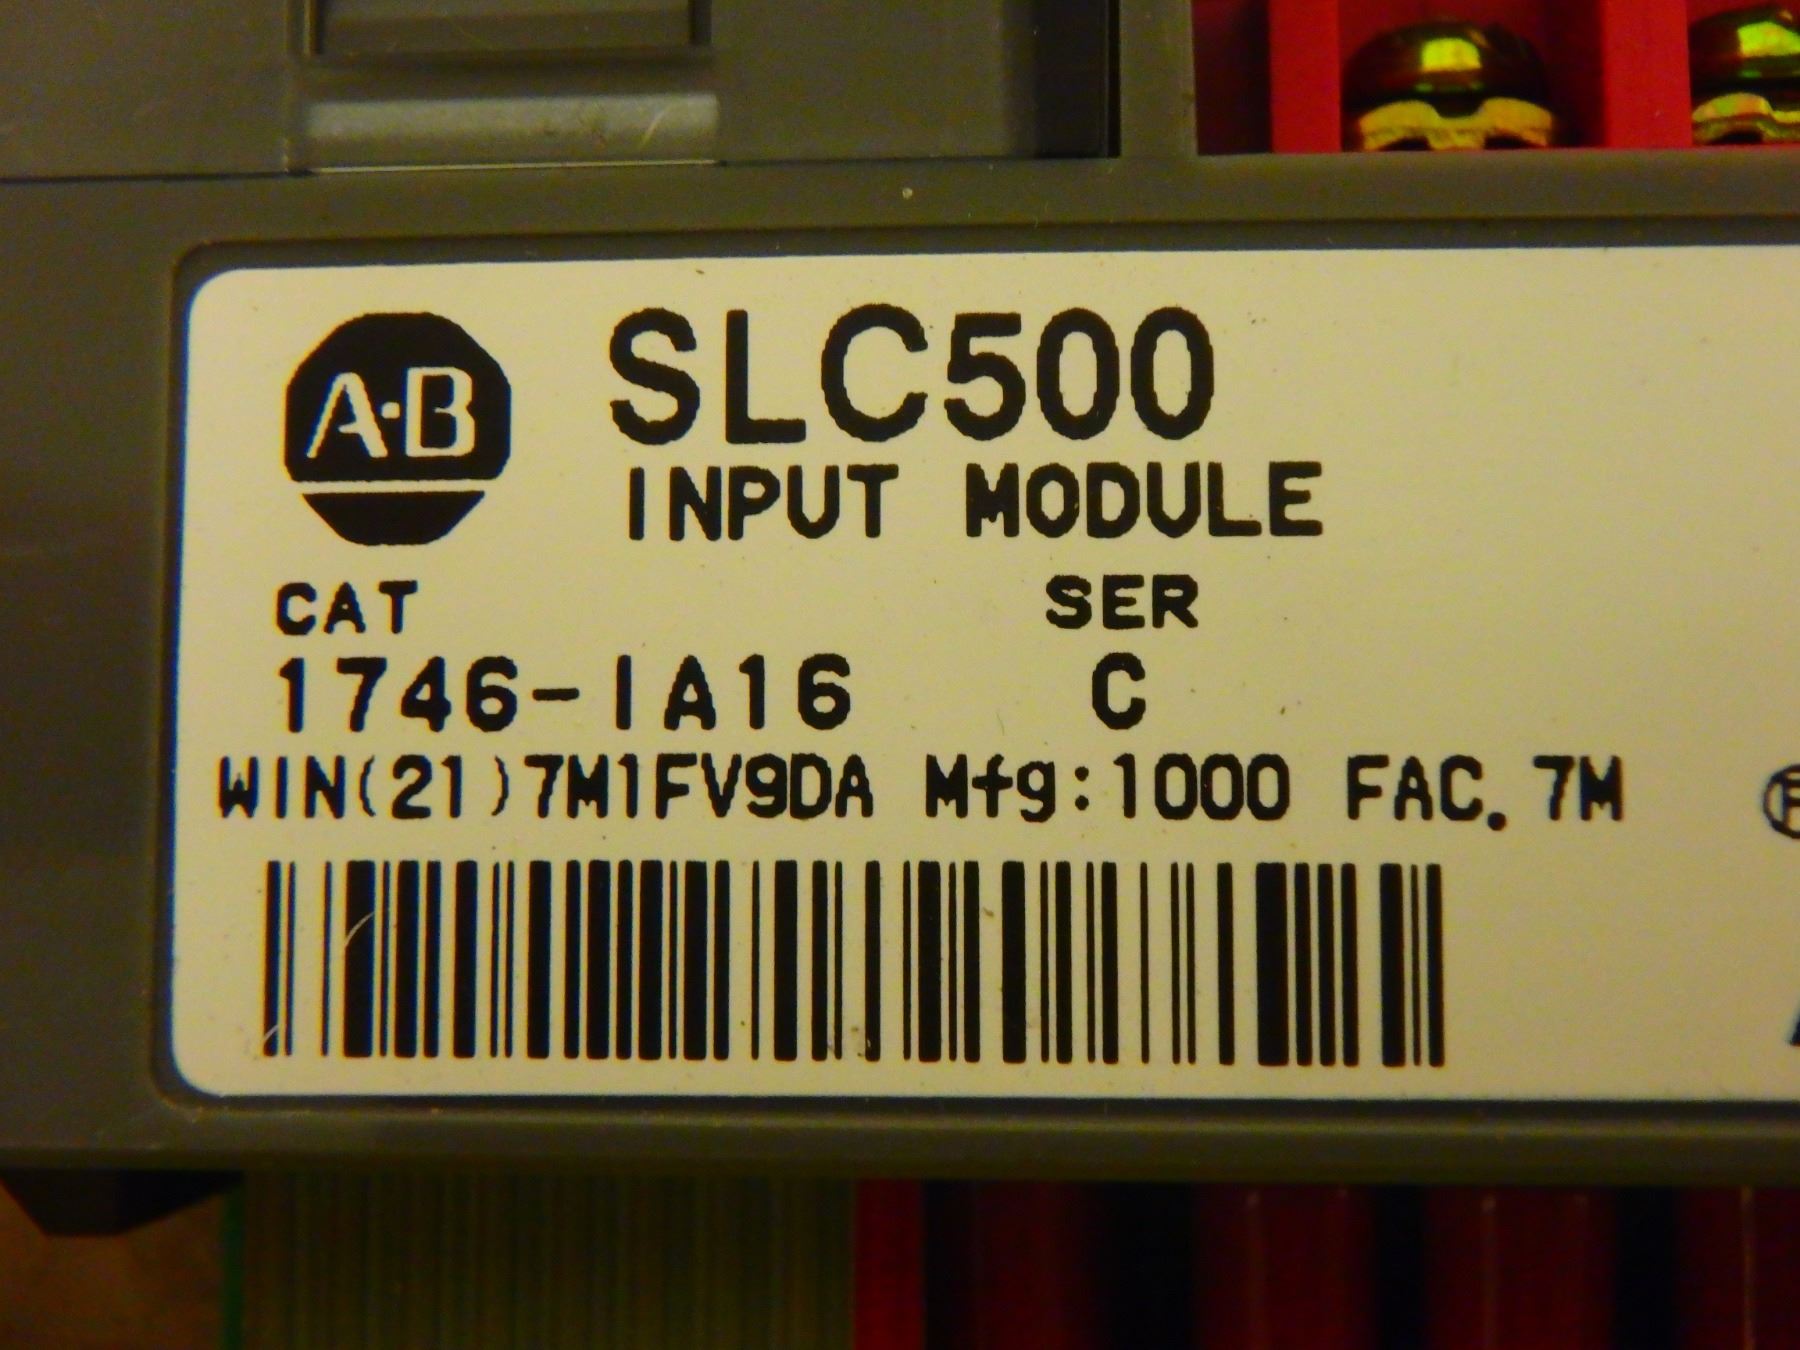 A-B
SLC500
INPUT MODULE
CAT SER
1746-IA16 C
WIN(21)7M1FV9DA Mfg:1000 FAC. 7M